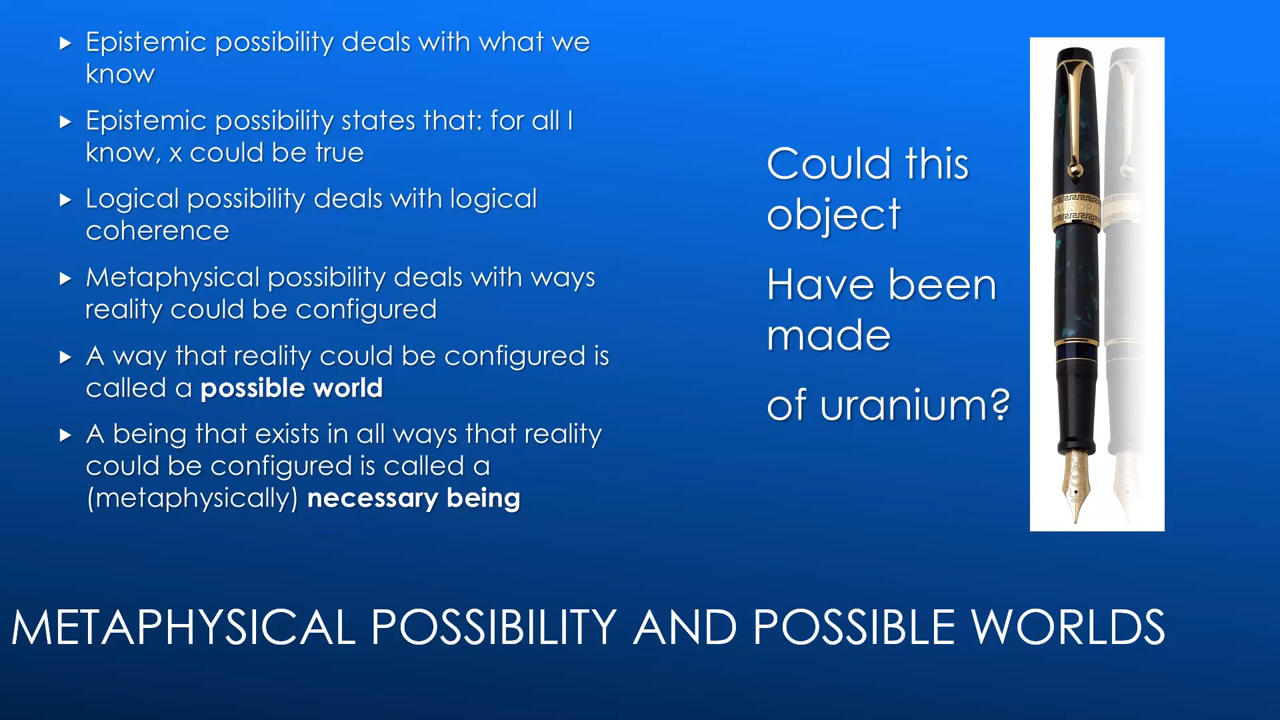 Epistemic possibility deals with what we
know
Epistemic possibility states that: for all I
know, x could be true
Logical possibility deals with logical
coherence
Metaphysical possibility deals with ways
reality could be configured
A way that reality could be configured is
called a possible world
A being that exists in all ways that reality
could be configured is called a
(metaphysically) necessary being
Could this
object
Have been
made
of uranium?
METAPHYSICAL POSSIBILITY AND POSSIBLE WORLDS